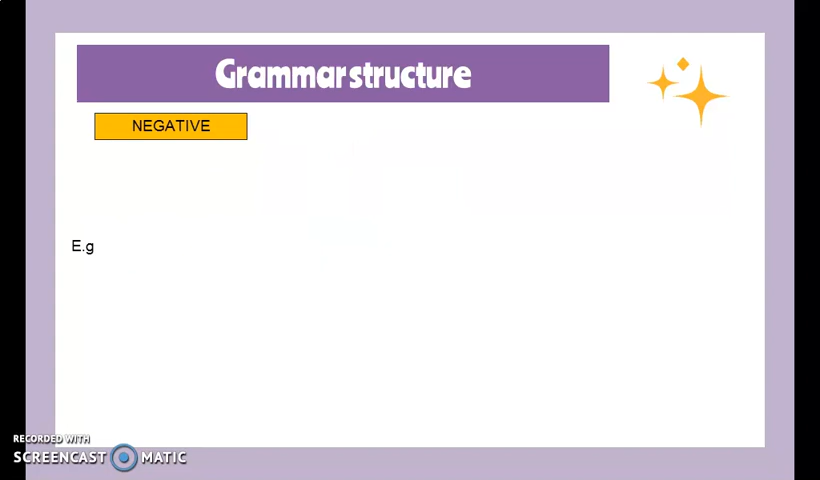 Grammar structure
NEGATIVE
E.g
RECORDED WITH
SCREENCAST MATIC